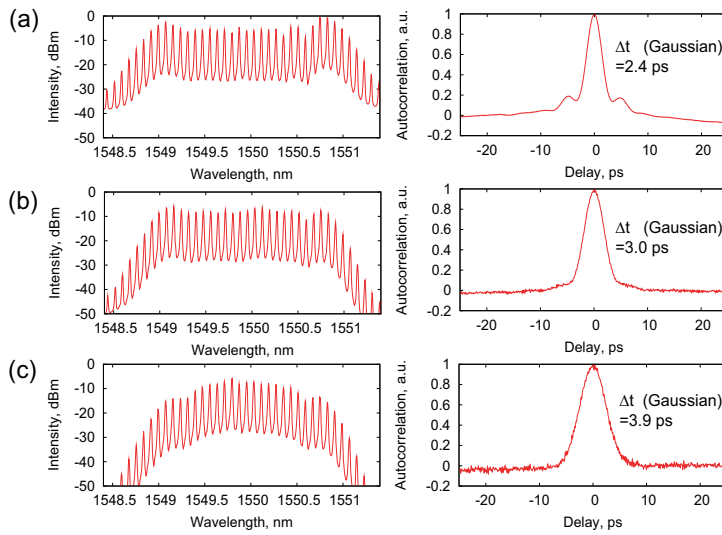 (a)
Intensity, dBm
0
-10
-20
-30
-40
-50
1548.5 1549 1549.5 1550 1550.5 1551
Wavelength, nm
Autocorrelation, a.u.
1
0.8
0.6
0.4
0.2
0
-0.2
-20 -10 0 10 20
Delay, ps
Δt (Gaussian)
=2.4 ps
(b)
Intensity, dBm
0
-10
-20
-30
-40
-50
1548.5 1549 1549.5 1550 1550.5 1551
Wavelength, nm
Autocorrelation, a.u.
1
0.8
0.6
0.4
0.2
0
-0.2
-20 -10 0 10 20
Delay, ps
Δt (Gaussian)
=3.0 ps
(c)
Intensity, dBm
0
-10
-20
-30
-40
-50
1548.5 1549 1549.5 1550 1550.5 1551
Wavelength, nm
Autocorrelation, a.u.
1
0.8
0.6
0.4
0.2
0
-0.2
-20 -10 0 10 20
Delay, ps
Δt (Gaussian)
=3.9 ps